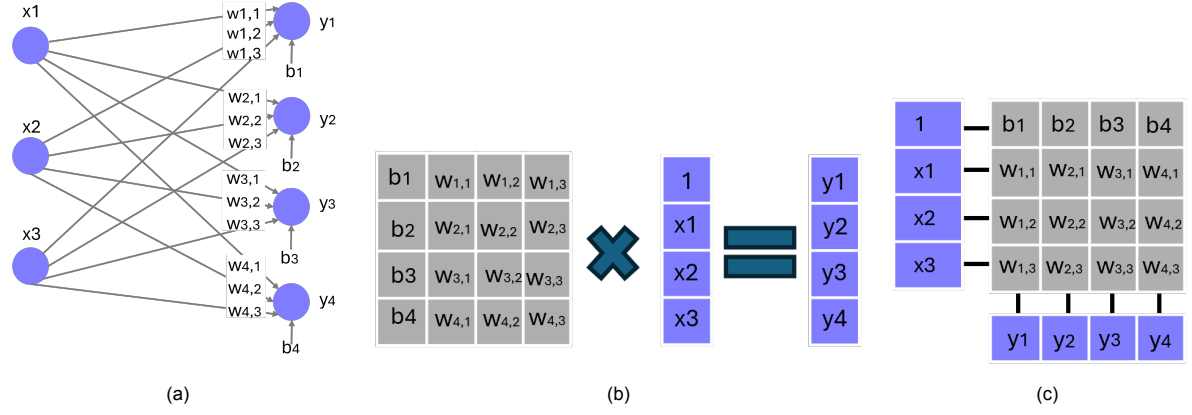 x1
w1,1
w1,2
w1,3
y1
b1
x2
W2,1
W2,2
W2,3
y2
b2
W3,1
W3,2
W3,3
y3
b3
x3
W4,1
W4,2
W4,3
y4
b4
(a)
b1 W1,1 W1,2 W1,3
b2 W2,1 W2,2 W2,3
b3 W3,1 W3,2 W3,3
b4 W4,1 W4,2 W4,3
1
x1
x2
x3
y1
y2
y3
y4
(b)
1 b1 b2 b3 b4
x1 W1,1 W2,1 W3,1 W4,1
x2 W1,2 W2,2 W3,2 W4,2
x3 W1,3 W2,3 W3,3 W4,3
y1 y2 y3 y4
(c)